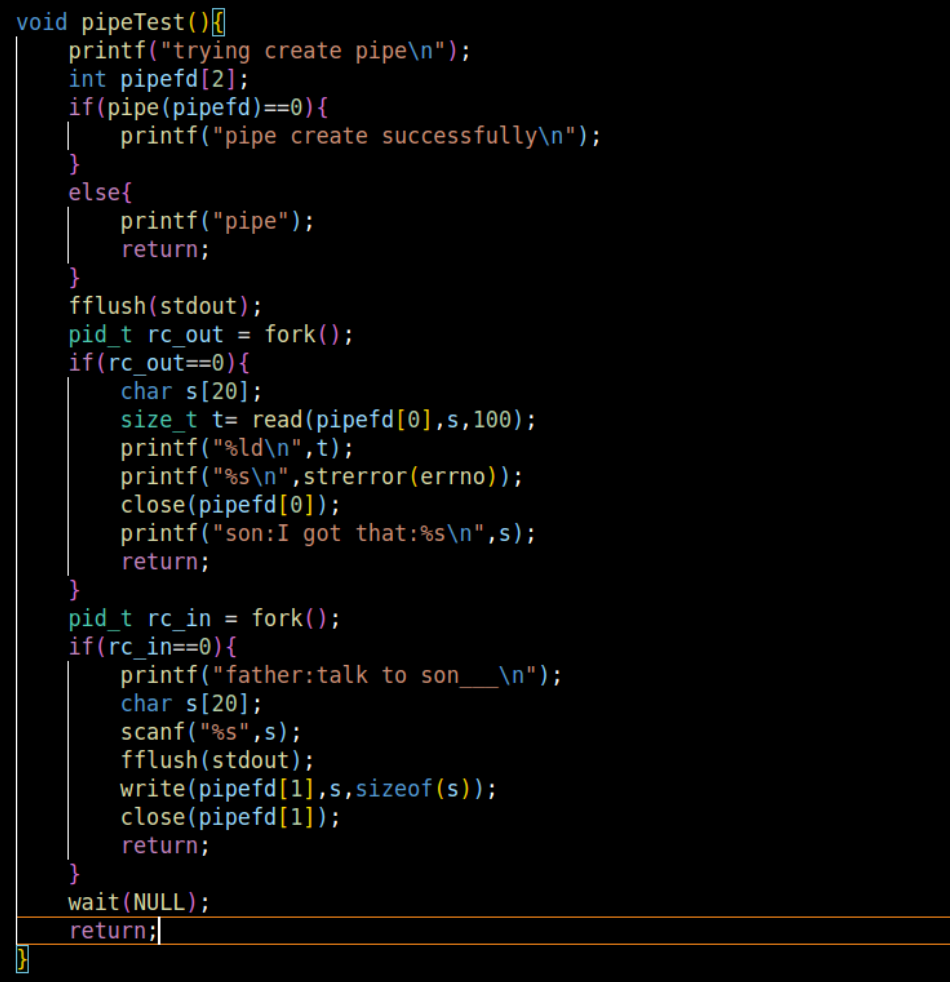 void pipeTest(){
    printf("trying create pipe\n");
    int pipefd[2];
    if(pipe(pipefd)==0){
        printf("pipe create successfully\n");
    }
    else{
        printf("pipe");
        return;
    }
    fflush(stdout);
    pid_t rc_out = fork();
    if(rc_out==0){
        char s[20];
        size_t t= read(pipefd[0],s,100);
        printf("%ld\n",t);
        printf("%s\n",strerror(errno));
        close(pipefd[0]);
        printf("son:I got that:%s\n",s);
        return;
    }
    pid_t rc_in = fork();
    if(rc_in==0){
        printf("father:talk to son___\n");
        char s[20];
        scanf("%s",s);
        fflush(stdout);
        write(pipefd[1],s,sizeof(s));
        close(pipefd[1]);
        return;
    }
    wait(NULL);
    return;
}